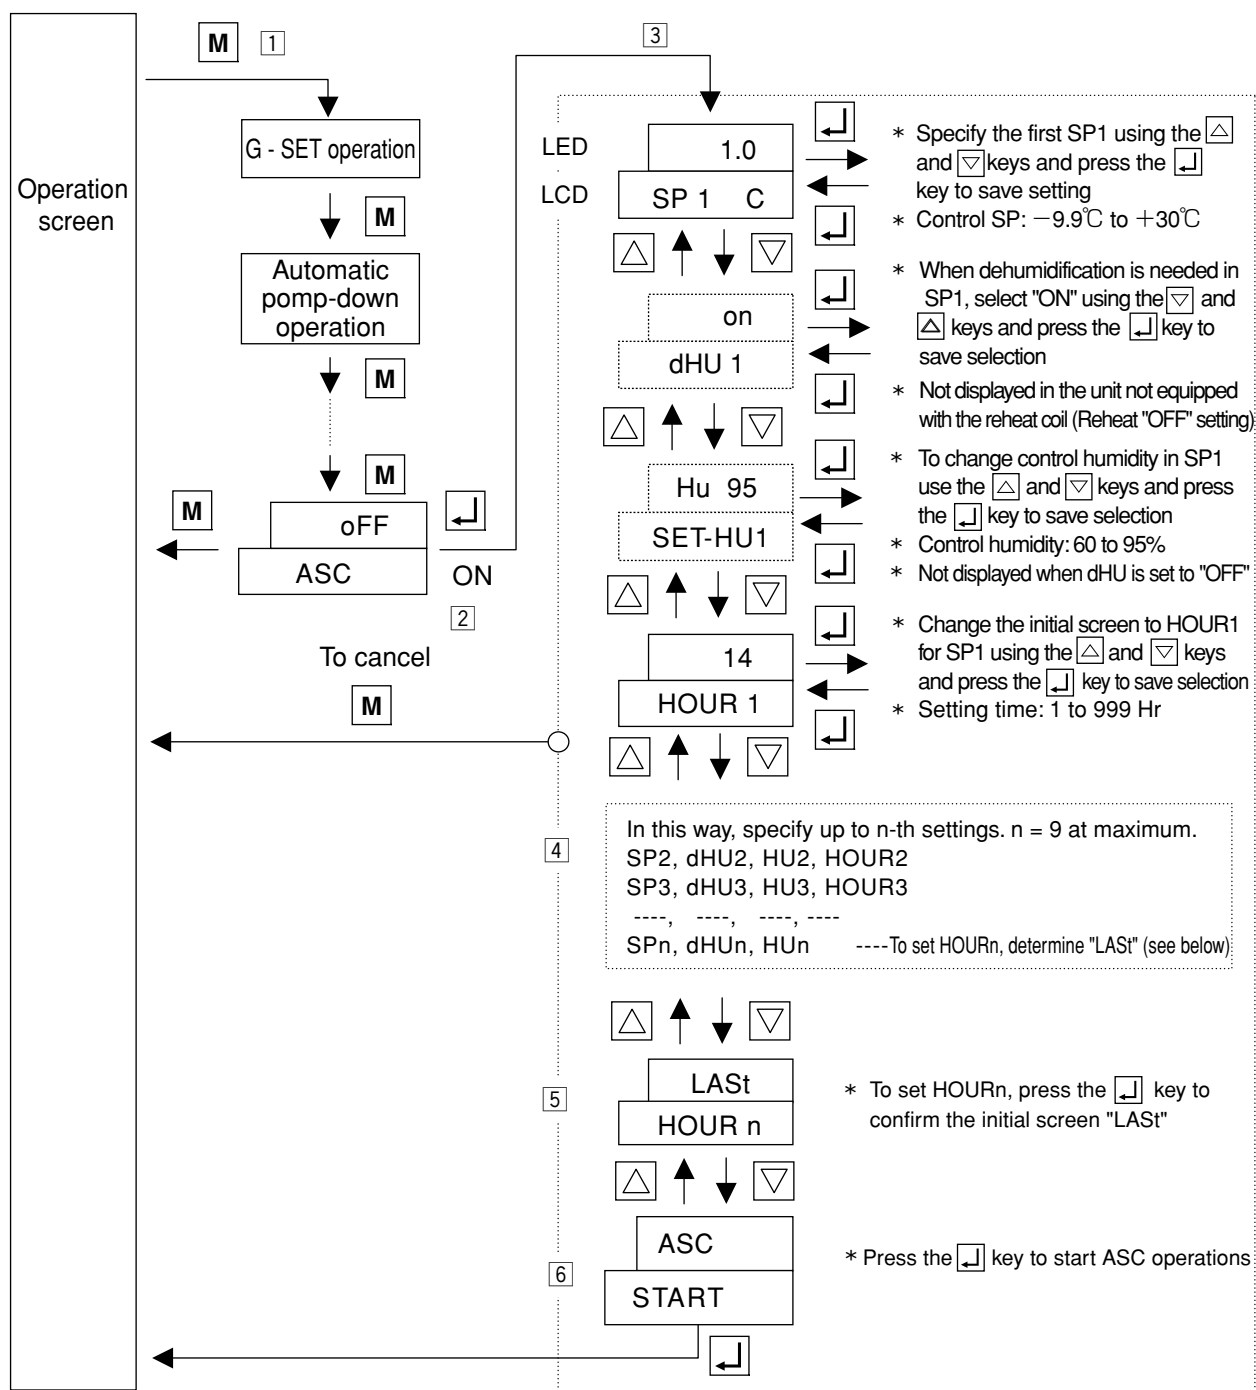 Operation
screen
M 1
G - SET operation
M
Automatic
pomp-down
operation
M
M
M
oFF
ASC
ON
2
To cancel
M
3
LED
1.0
LCD
SP 1 C
* Specify the first SP1 using the △
and ▽ keys and press the ↵
key to save setting
* Control SP: －9.9℃ to ＋30℃
on
dHU 1
* When dehumidification is needed in
SP1, select "ON" using the ▽ and
△ keys and press the ↵ key to
save selection
* Not displayed in the unit not equipped
with the reheat coil (Reheat "OFF" setting)
Hu 95
SET-HU1
* To change control humidity in SP1
use the △ and ▽ keys and press
the ↵ key to save selection
* Control humidity: 60 to 95%
* Not displayed when dHU is set to "OFF"
14
HOUR 1
* Change the initial screen to HOUR1
for SP1 using the △ and ▽ keys
and press the ↵ key to save selection
* Setting time: 1 to 999 Hr
4
In this way, specify up to n-th settings. n = 9 at maximum.
SP2, dHU2, HU2, HOUR2
SP3, dHU3, HU3, HOUR3
----, ----, ----, ----
SPn, dHUn, HUn ----To set HOURn, determine "LASt" (see below)
5
LASt
HOUR n
* To set HOURn, press the ↵ key to
confirm the initial screen "LASt"
6
ASC
START
* Press the ↵ key to start ASC operations